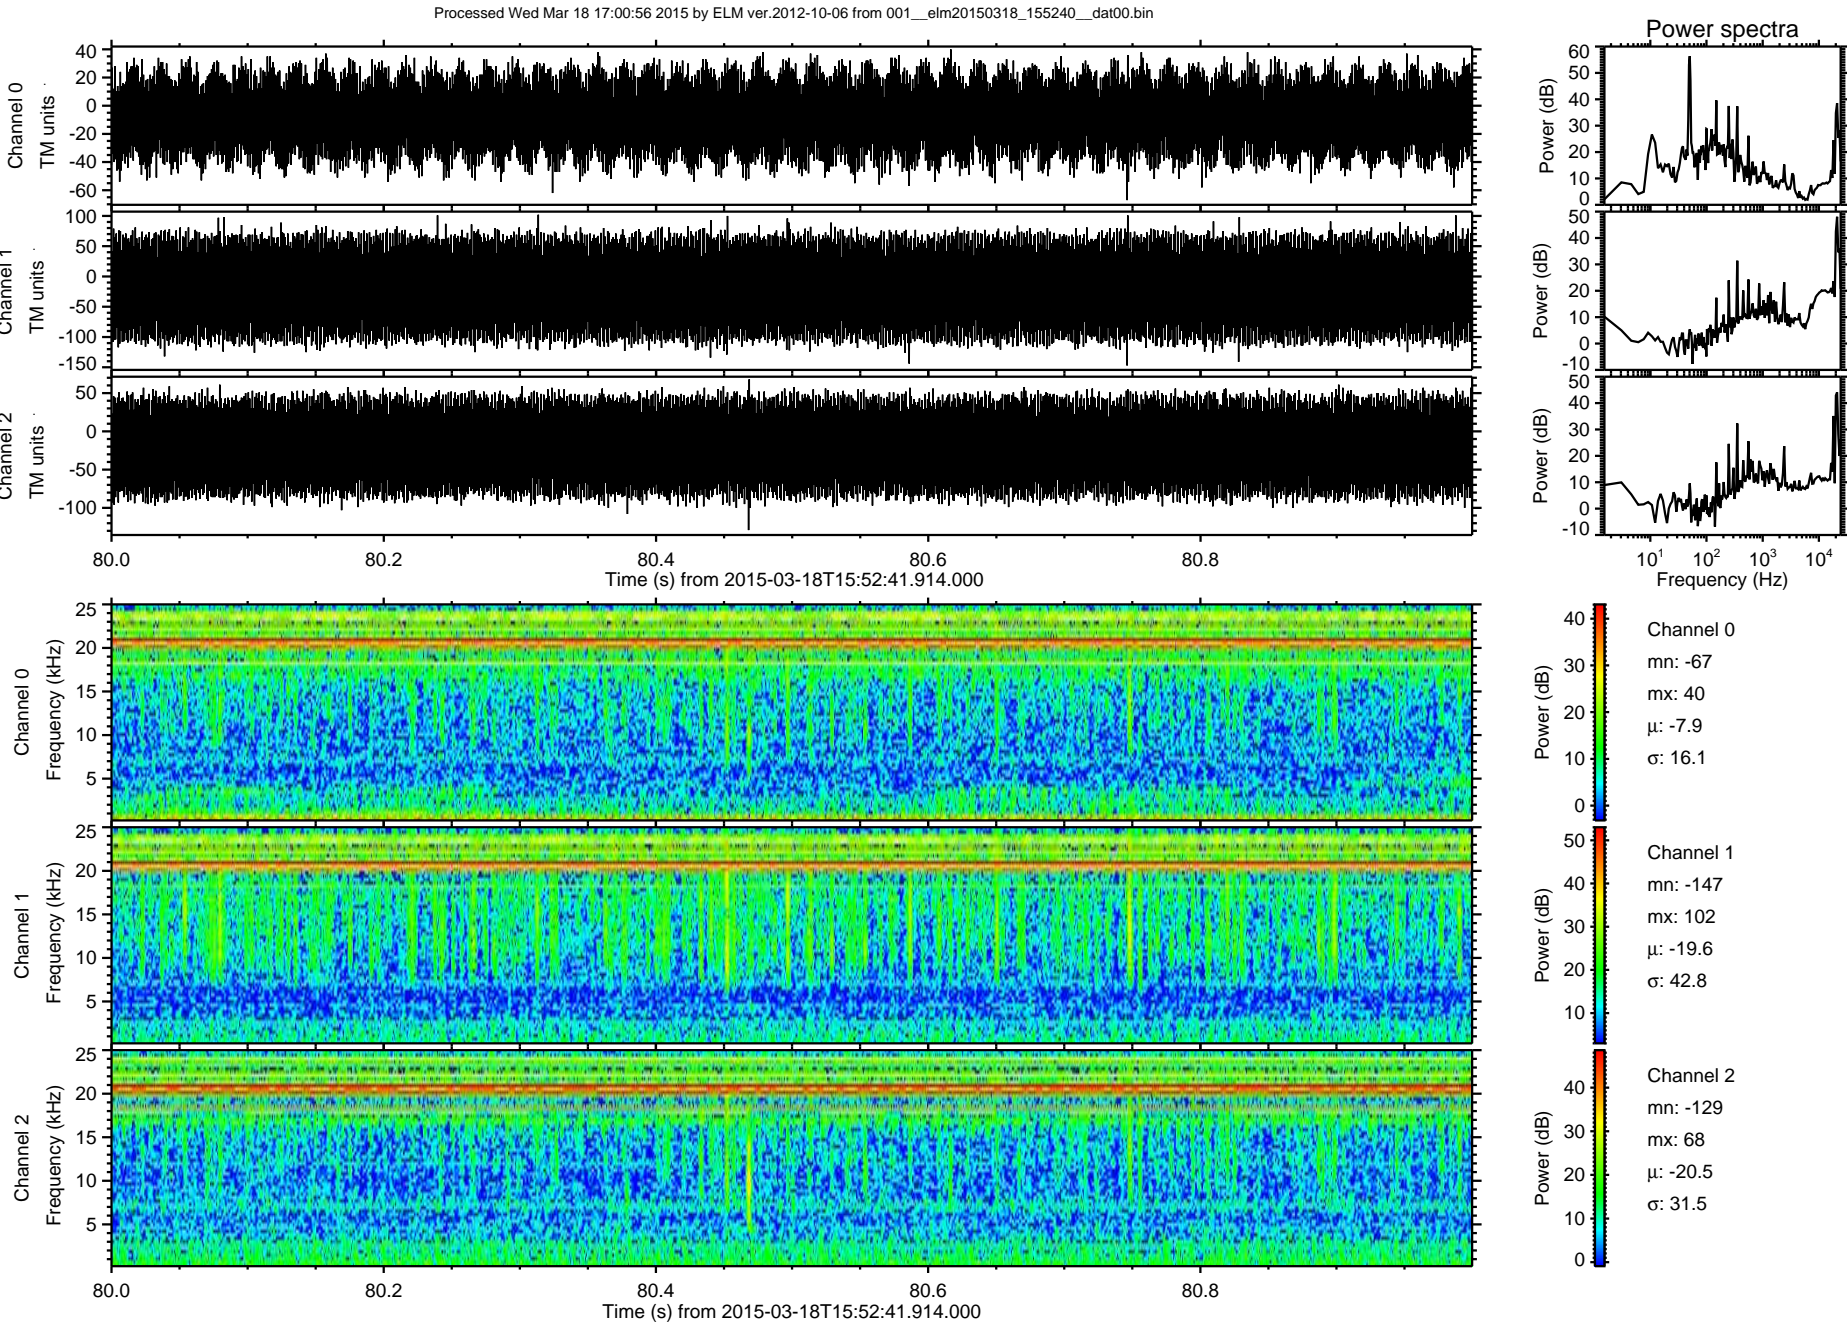 Processed Wed Mar 18 17:00:56 2015 by ELM ver.2012-10-06 from 001__elm20150318_155240__dat00.bin
Power spectra
Channel 0
TM units
40
20
0
-20
-40
-60
Power (dB)
60
50
40
30
20
10
0
Channel 1
TM units
100
50
0
-50
-100
-150
Power (dB)
50
40
30
20
10
0
-10
Channel 2
TM units
50
0
-50
-100
Power (dB)
50
40
30
20
10
0
-10
80.0 80.2 80.4 80.6 80.8
Time (s) from 2015-03-18T15:52:41.914.000
10^1 10^2 10^3 10^4
Frequency (Hz)
Channel 0
Frequency (kHz)
25
20
15
10
5
Power (dB)
40
30
20
10
0
Channel 0
mn: -67
mx: 40
μ: -7.9
σ: 16.1
Channel 1
Frequency (kHz)
25
20
15
10
5
Power (dB)
50
40
30
20
10
Channel 1
mn: -147
mx: 102
μ: -19.6
σ: 42.8
Channel 2
Frequency (kHz)
25
20
15
10
5
Power (dB)
40
30
20
10
0
Channel 2
mn: -129
mx: 68
μ: -20.5
σ: 31.5
80.0 80.2 80.4 80.6 80.8
Time (s) from 2015-03-18T15:52:41.914.000